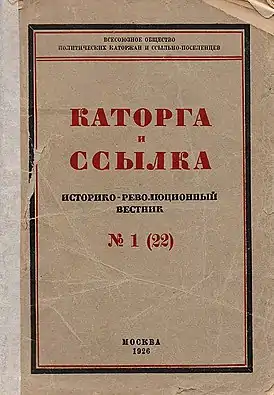 ВСЕСОЮЗНОЕ ОБЩЕСТВО
ПОЛИТИЧЕСКИХ КАТОРЖАН И ССЫЛЬНО-ПОСЕЛЕНЦЕВ
КАТОРГА
И
ССЫЛКА
ИСТОРИКО-РЕВОЛЮЦИОННЫЙ
ВЕСТНИК
№ 1 (22)
МОСКВА
1926